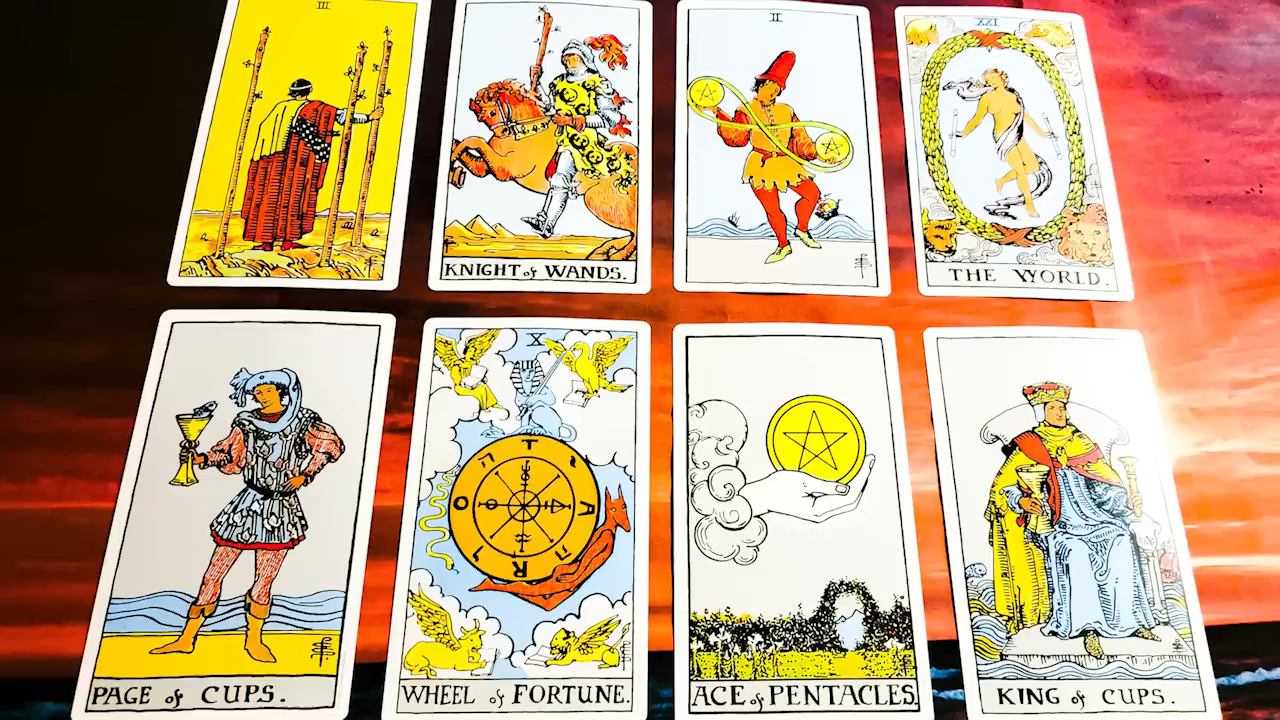 III
KNIGHT of WANDS.
II
XXI
THE WORLD.
PAGE of CUPS.
X
T
A
R
O
WHEEL of FORTUNE.
ACE of PENTACLES.
KING of CUPS.